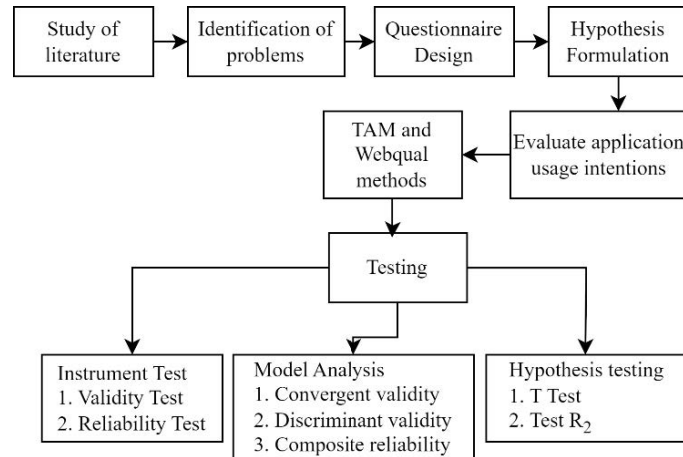 Study of
literature
Identification of
problems
Questionnaire
Design
Hypothesis
Formulation
TAM and
Webqual
methods
Evaluate application
usage intentions
Testing
Instrument Test
1. Validity Test
2. Reliability Test
Model Analysis
1. Convergent validity
2. Discriminant validity
3. Composite reliability
Hypothesis testing
1. T Test
2. Test R₂